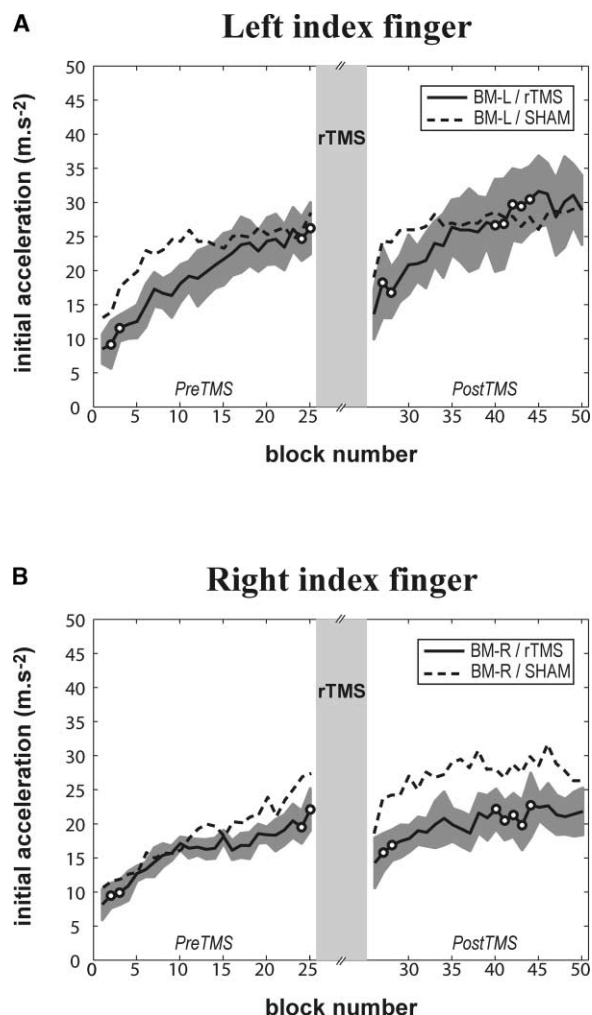 A
Left index finger
50
45
40
35
30
25
20
15
10
5
0
initial acceleration (m.s-2)
rTMS
BM-L / rTMS
BM-L / SHAM
PreTMS
PostTMS
0 5 10 15 20 25 30 35 40 45 50
block number
B
Right index finger
50
45
40
35
30
25
20
15
10
5
0
initial acceleration (m.s-2)
rTMS
BM-R / rTMS
BM-R / SHAM
PreTMS
PostTMS
0 5 10 15 20 25 30 35 40 45 50
block number